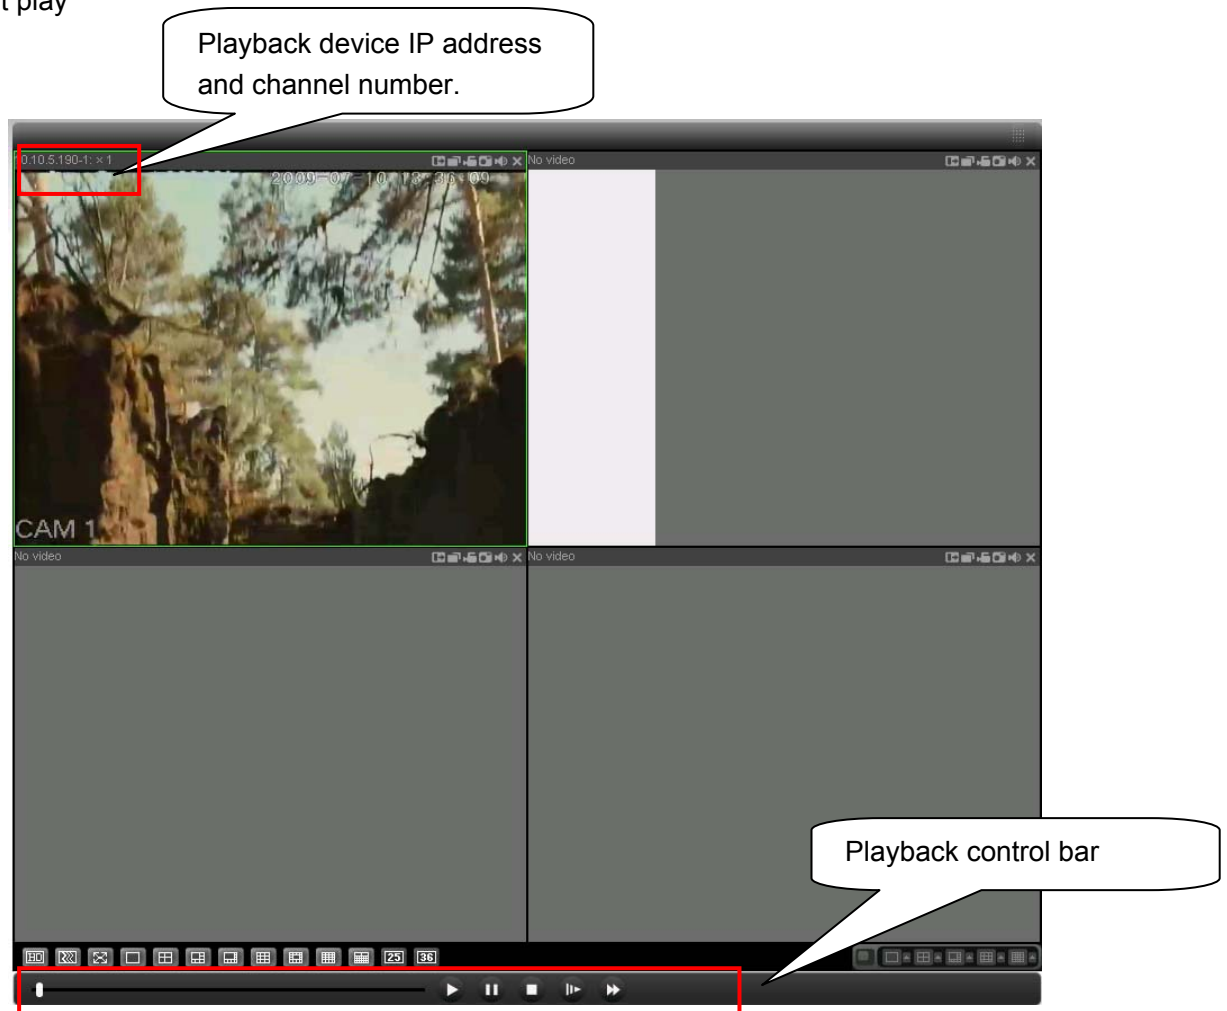 t play
Playback device IP address
and channel number.
0.10.5.190-1: × 1
No video
2009-07-10 13:36:09
CAM 1
No video
No video
HD
25
36
Playback control bar